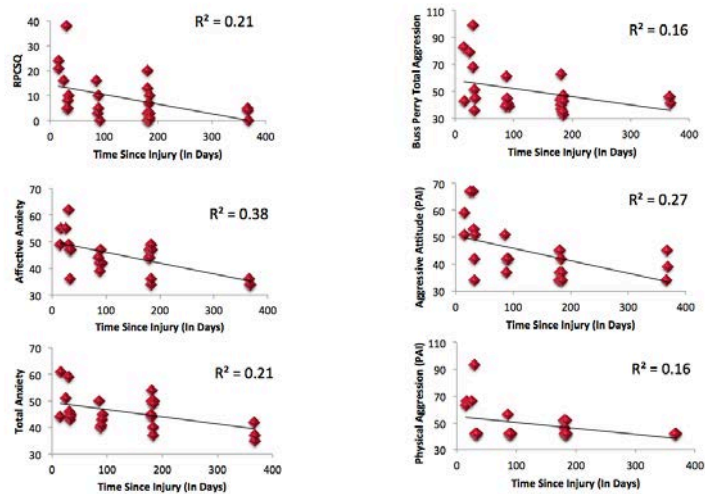 R² = 0.21
RPCSQ
40
30
20
10
0
0 100 200 300 400
Time Since Injury (In Days)
R² = 0.16
Buss Perry Total Aggression
110
90
70
50
30
0 100 200 300 400
Time Since Injury (In Days)
R² = 0.38
Affective Anxiety
70
60
50
40
30
0 100 200 300 400
Time Since Injury (In Days)
R² = 0.27
Aggressive Attitude (PAI)
70
60
50
40
30
0 100 200 300 400
Time Since Injury (In Days)
R² = 0.21
Total Anxiety
70
60
50
40
30
0 100 200 300 400
Time Since Injury (In Days)
R² = 0.16
Physical Aggression (PAI)
110
90
70
50
30
0 100 200 300 400
Time Since Injury (In Days)